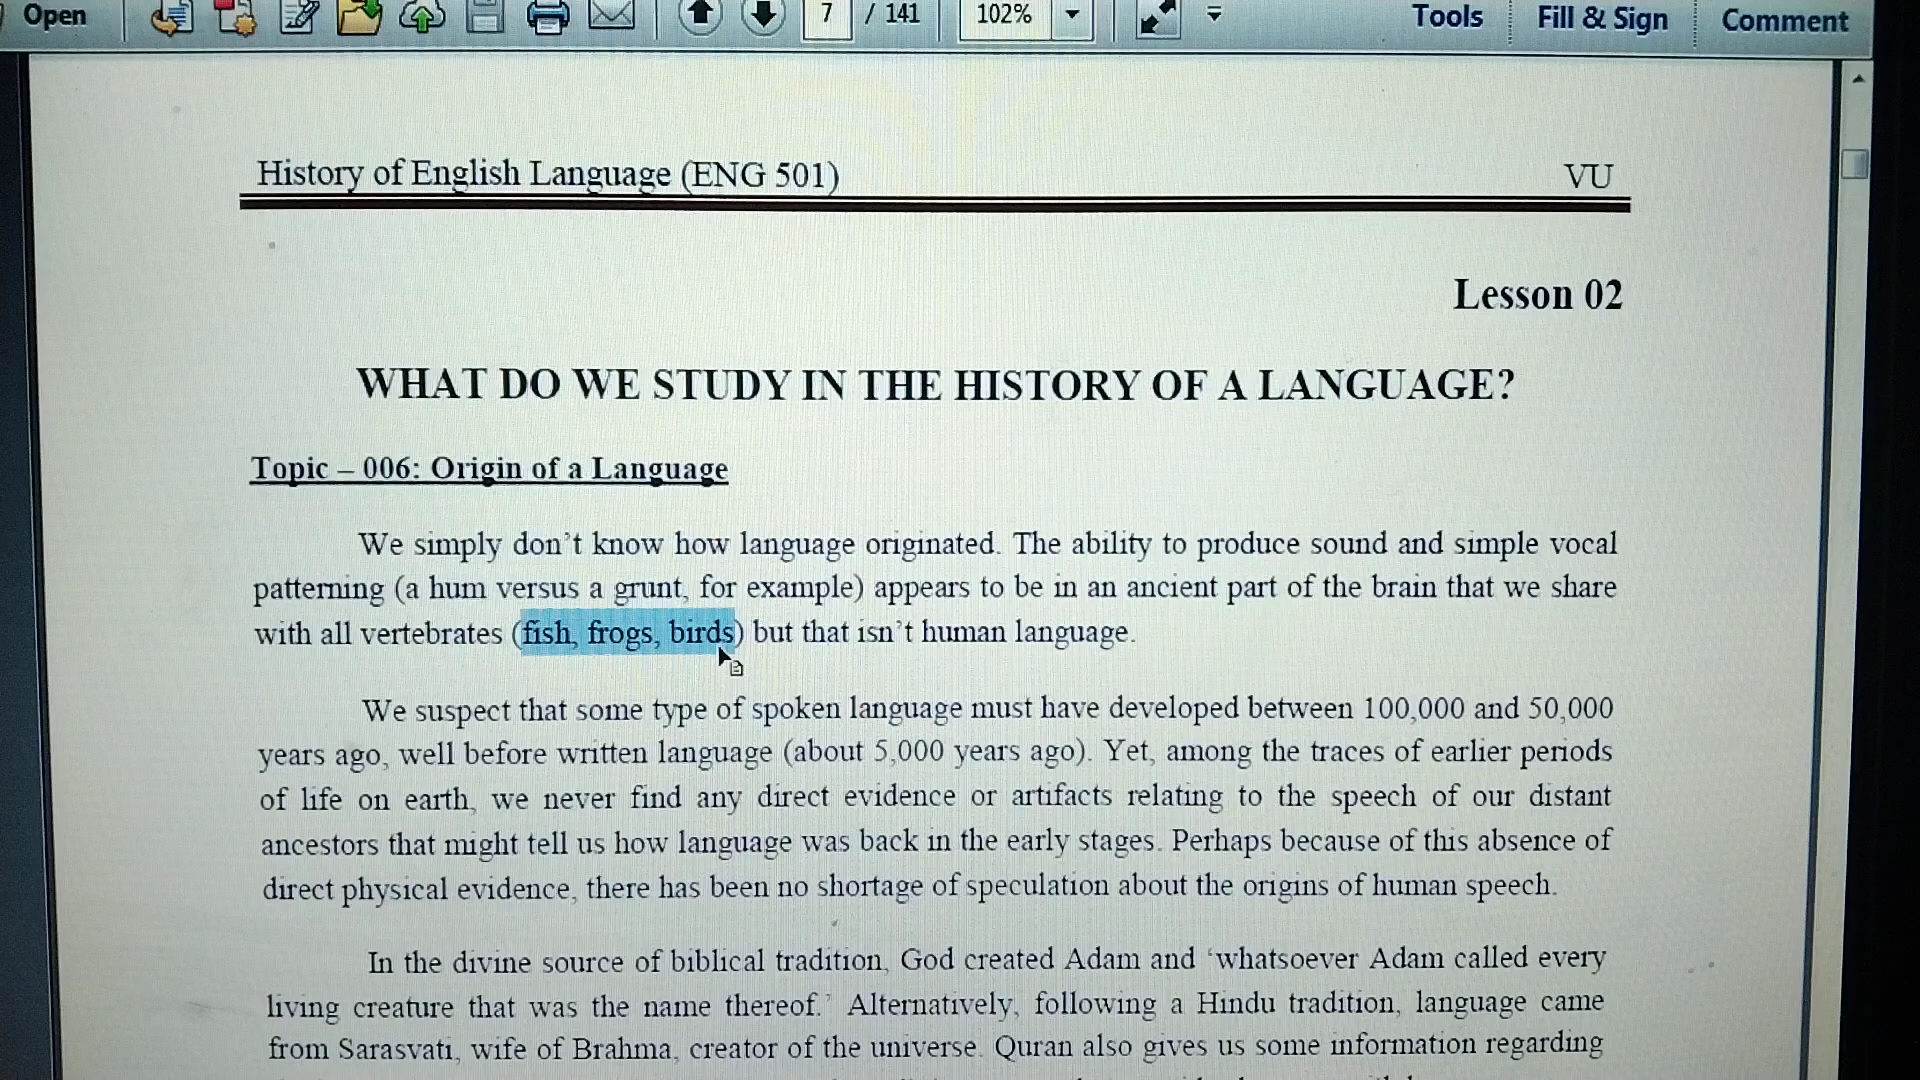 Open 7 / 141 102% Tools Fill & Sign Comment
History of English Language (ENG 501) VU
Lesson 02
WHAT DO WE STUDY IN THE HISTORY OF A LANGUAGE?
Topic – 006: Origin of a Language
We simply don't know how language originated. The ability to produce sound and simple vocal
patterning (a hum versus a grunt, for example) appears to be in an ancient part of the brain that we share
with all vertebrates (fish, frogs, birds) but that isn't human language.
We suspect that some type of spoken language must have developed between 100,000 and 50,000
years ago, well before written language (about 5,000 years ago). Yet, among the traces of earlier periods
of life on earth, we never find any direct evidence or artifacts relating to the speech of our distant
ancestors that might tell us how language was back in the early stages. Perhaps because of this absence of
direct physical evidence, there has been no shortage of speculation about the origins of human speech.
In the divine source of biblical tradition, God created Adam and 'whatsoever Adam called every
living creature that was the name thereof.' Alternatively, following a Hindu tradition, language came
from Sarasvati, wife of Brahma, creator of the universe. Quran also gives us some information regarding